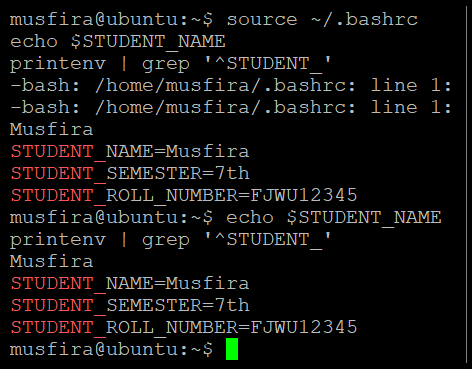 musfira@ubuntu:~$ source ~/.bashrc
echo $STUDENT_NAME
printenv | grep '^STUDENT_'
-bash: /home/musfira/.bashrc: line 1:
-bash: /home/musfira/.bashrc: line 1:
Musfira
STUDENT_NAME=Musfira
STUDENT_SEMESTER=7th
STUDENT_ROLL_NUMBER=FJWU12345
musfira@ubuntu:~$ echo $STUDENT_NAME
printenv | grep '^STUDENT_'
Musfira
STUDENT_NAME=Musfira
STUDENT_SEMESTER=7th
STUDENT_ROLL_NUMBER=FJWU12345
musfira@ubuntu:~$